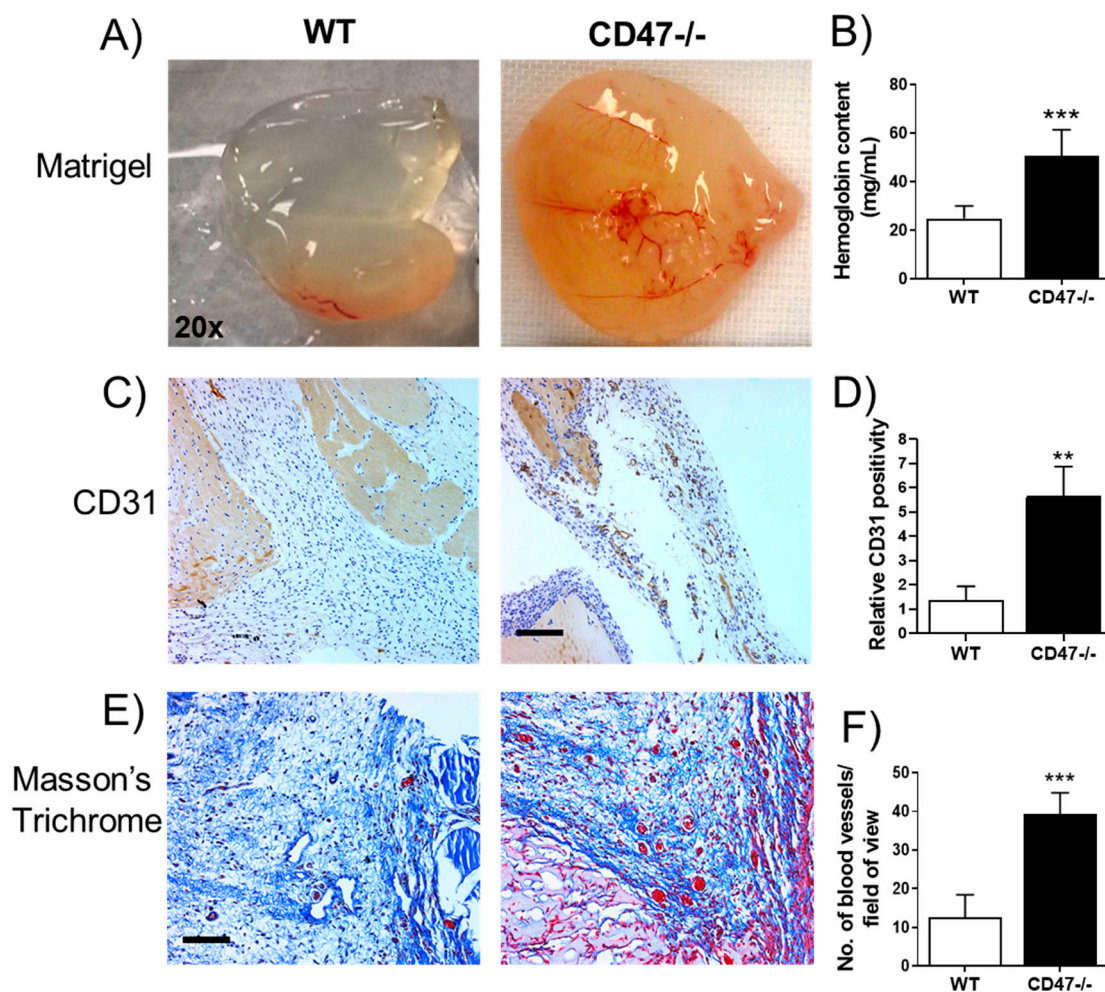 A)
WT
CD47-/-
Matrigel
20x
B)
Hemoglobin content
(mg/mL)
80
60
40
20
0
***
WT
CD47-/-
C)
CD31
D)
Relative CD31 positivity
8
7
6
5
4
3
2
1
0
**
WT
CD47-/-
E)
Masson's
Trichrome
F)
No. of blood vessels/
field of view
50
40
30
20
10
0
***
WT
CD47-/-